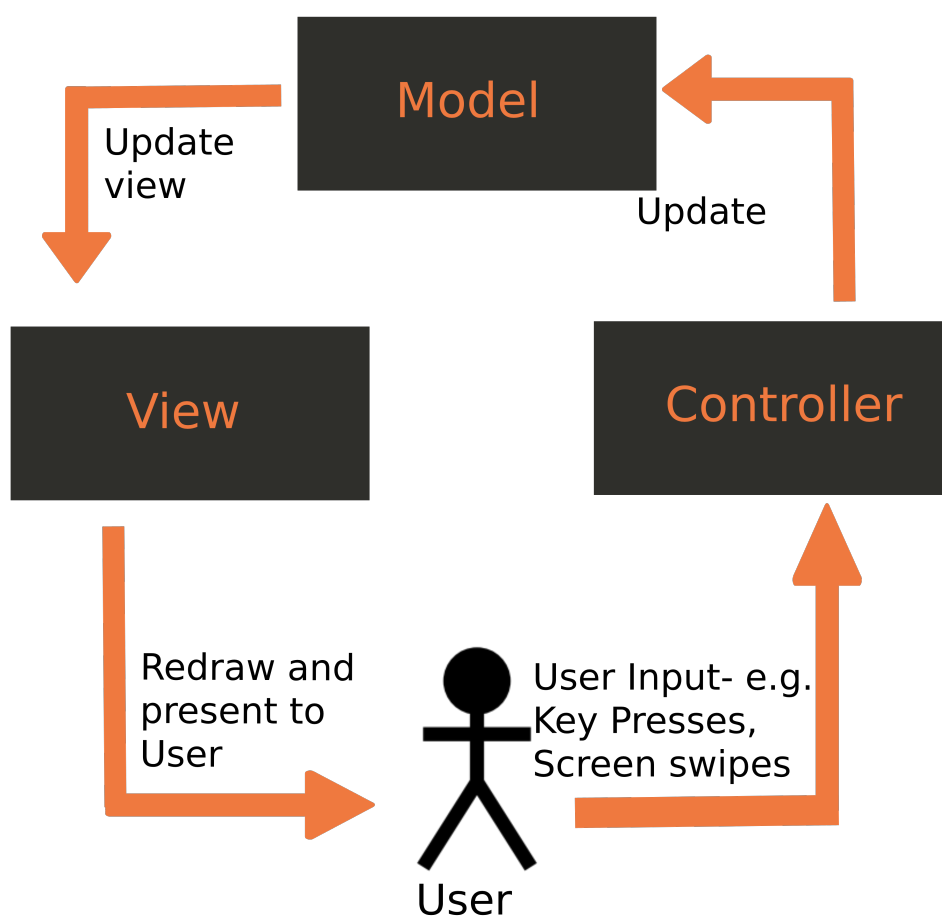 Model
Update
view
Update
View
Controller
Redraw and
present to
User
User Input- e.g.
Key Presses,
Screen swipes
User